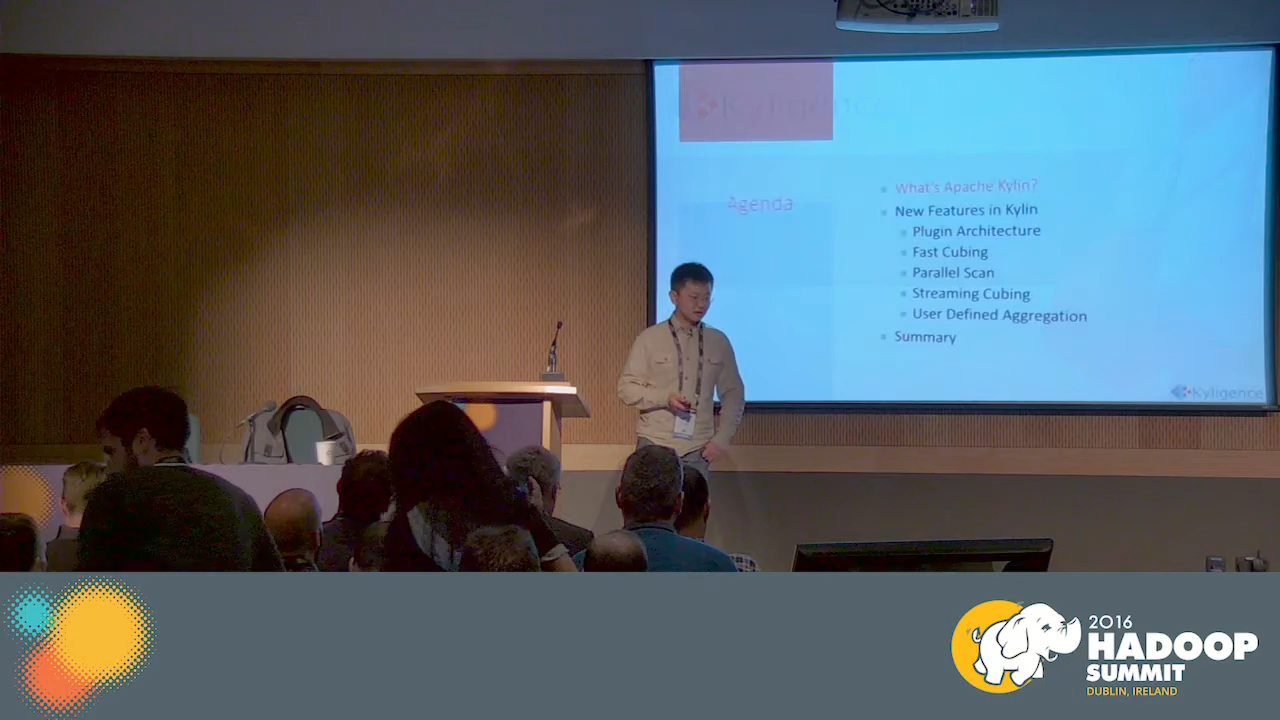 Kyligence
Agenda
What's Apache Kylin?
New Features in Kylin
Plugin Architecture
Fast Cubing
Parallel Scan
Streaming Cubing
User Defined Aggregation
Summary
Kyligence
2016
HADOOP
SUMMIT
DUBLIN, IRELAND